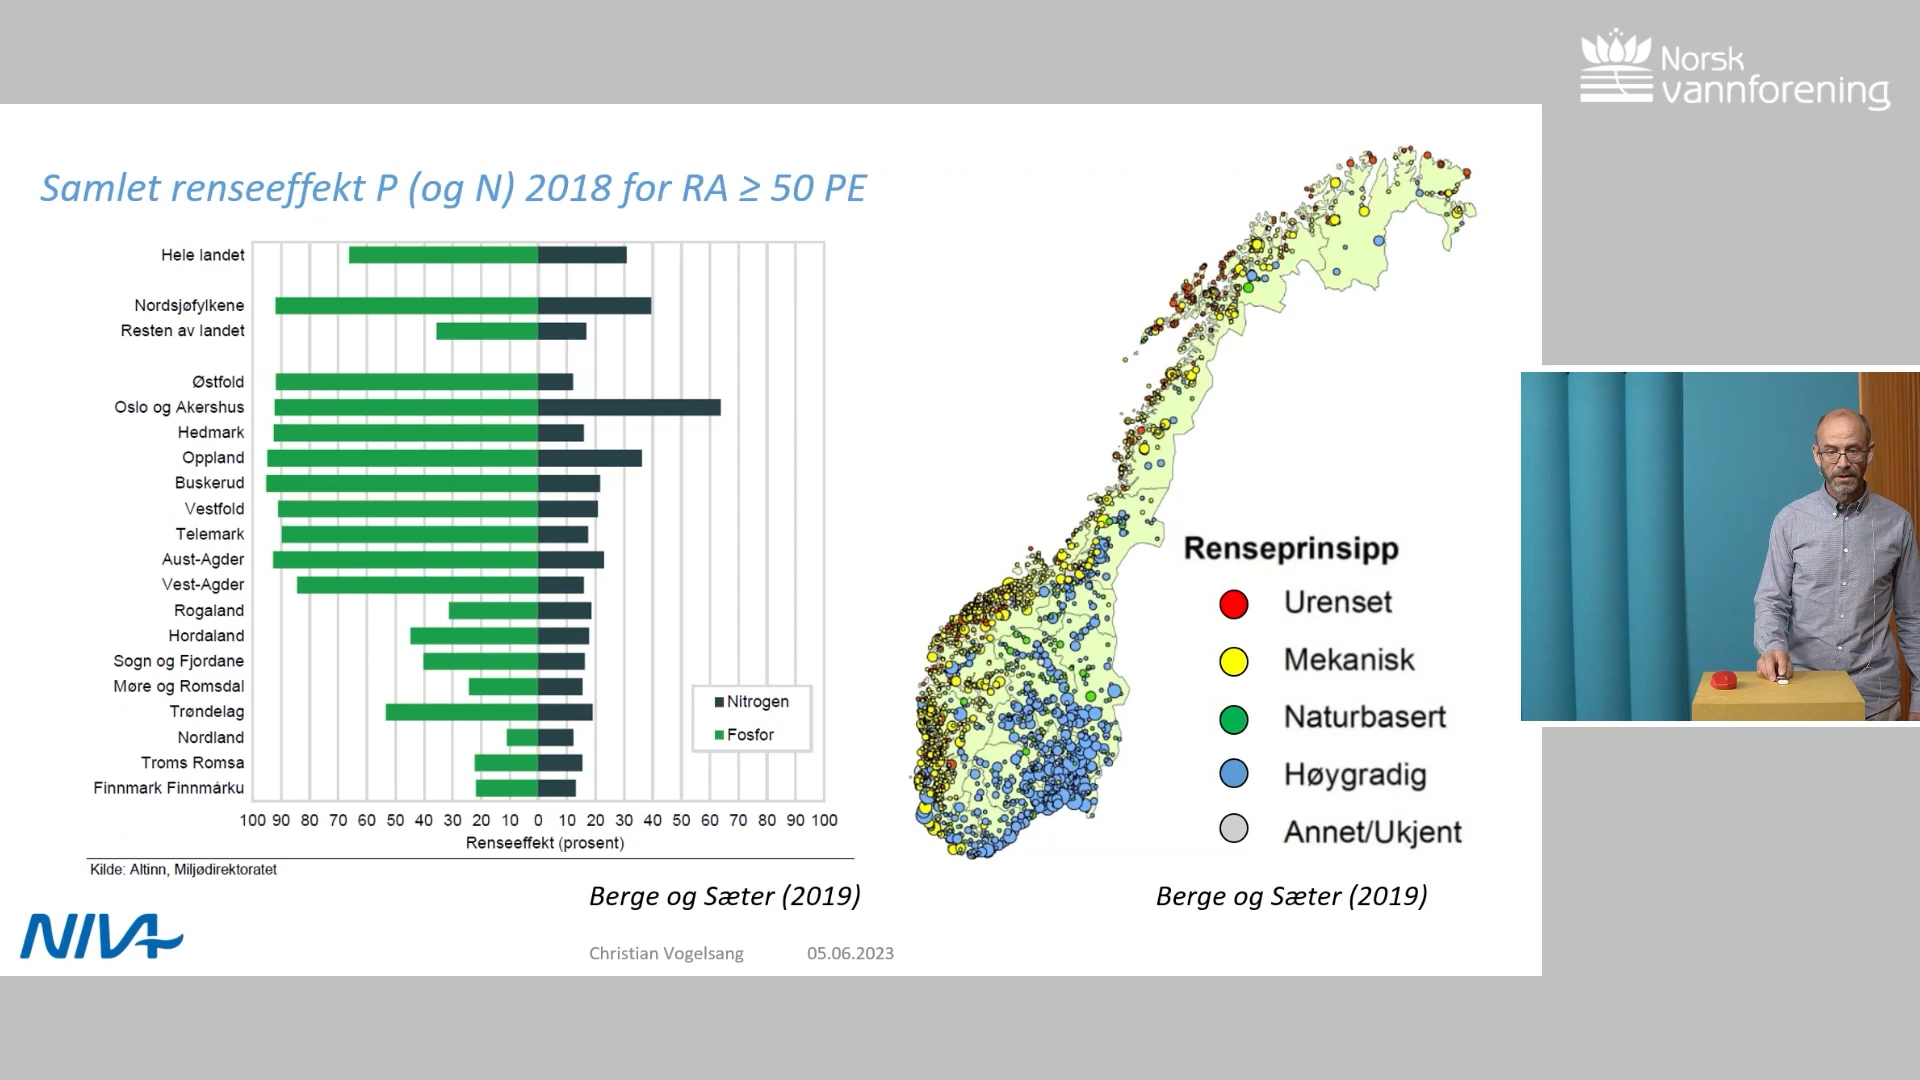 Norsk
vannforening
Samlet renseeffekt P (og N) 2018 for RA ≥ 50 PE
Hele landet
Nordsjøfylkene
Resten av landet
Østfold
Oslo og Akershus
Hedmark
Oppland
Buskerud
Vestfold
Telemark
Aust-Agder
Vest-Agder
Rogaland
Hordaland
Sogn og Fjordane
Møre og Romsdal
Trøndelag
Nordland
Troms Romsa
Finnmark Finnmárku
Nitrogen
Fosfor
100 90 80 70 60 50 40 30 20 10 0 10 20 30 40 50 60 70 80 90 100
Renseeffekt (prosent)
Kilde: Altinn, Miljødirektoratet
Berge og Sæter (2019)
Renseprinsipp
Urenset
Mekanisk
Naturbasert
Høygradig
Annet/Ukjent
Berge og Sæter (2019)
NIVA
Christian Vogelsang 05.06.2023